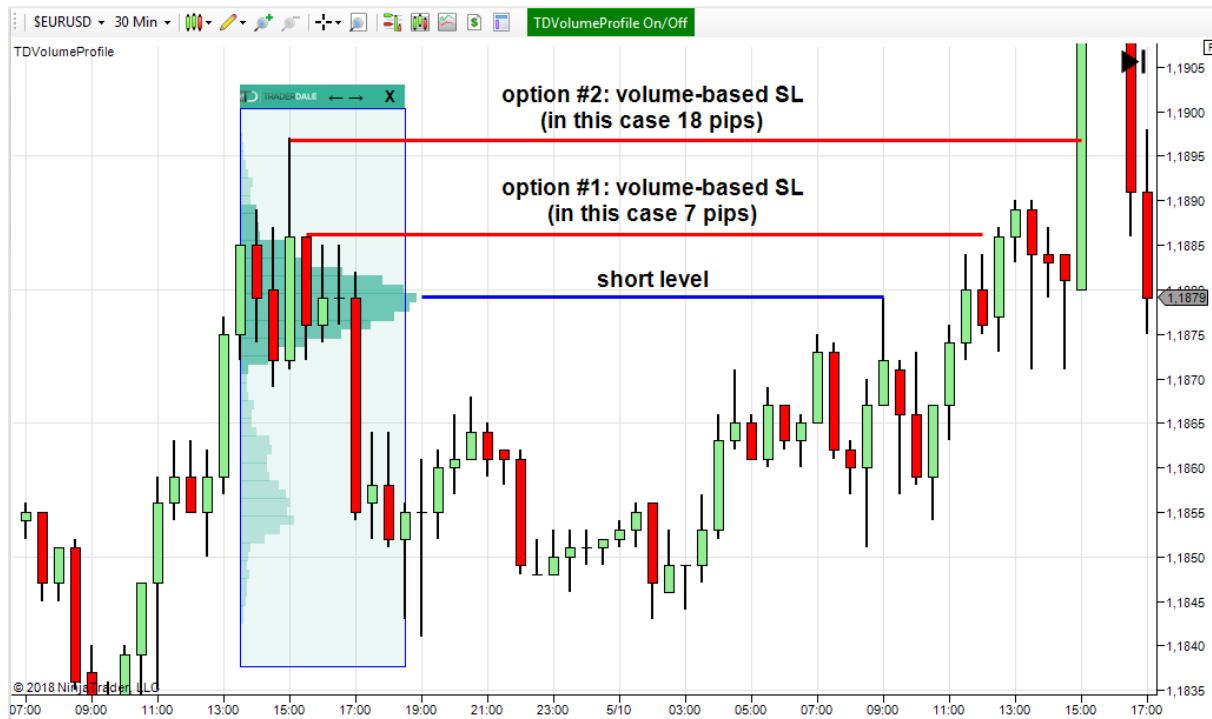 $EURUSD 30 Min $ TDVolumeProfile On/Off
TDVolumeProfile
F
TD TRADERDALE ← → X
option #2: volume-based SL
(in this case 18 pips)
option #1: volume-based SL
(in this case 7 pips)
short level
1,1905
1,1900
1,1895
1,1890
1,1885
1,1879
1,1875
1,1870
1,1865
1,1860
1,1855
1,1850
1,1845
1,1840
1,1835
© 2018 NinjaTrader, LLC
07:00 09:00 11:00 13:00 15:00 17:00 19:00 21:00 23:00 5/10 03:00 05:00 07:00 09:00 11:00 13:00 15:00 17:00